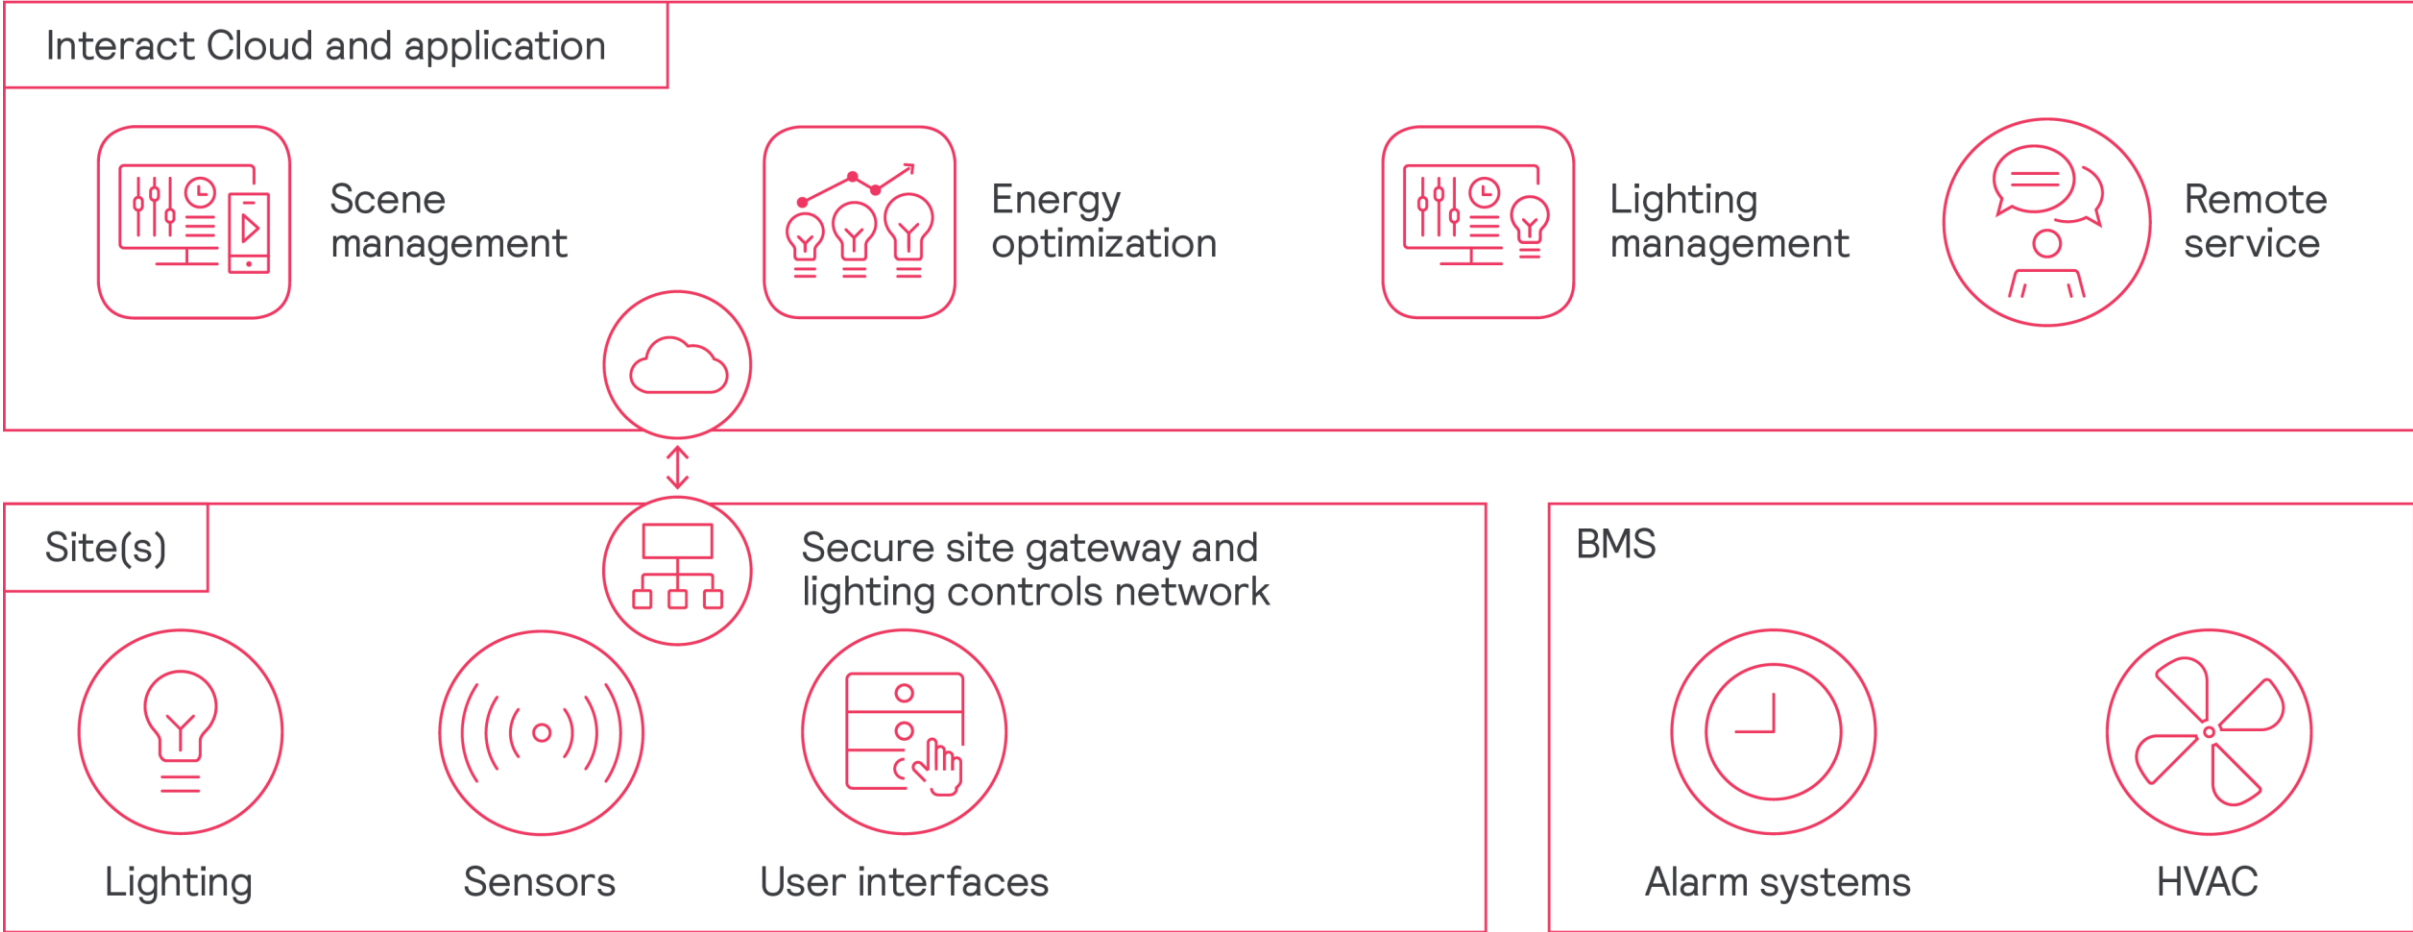 Interact Cloud and application
Scene
management
Energy
optimization
Lighting
management
Remote
service
Site(s)
Secure site gateway and
lighting controls network
Lighting
Sensors
User interfaces
BMS
Alarm systems
HVAC